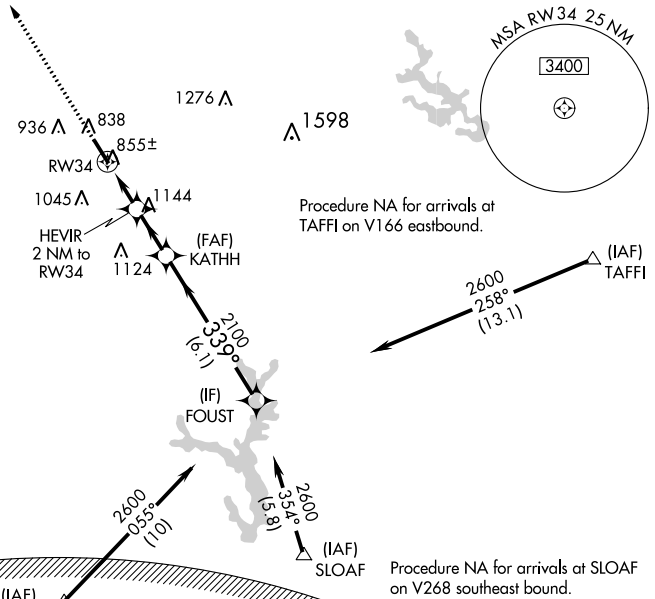 MSA RW34 25 NM
3400
1276
1598
936
838
855±
RW34
1045
1144
HEVIR
2 NM to
RW34
1124
(FAF)
KATHH
Procedure NA for arrivals at
TAFFI on V166 eastbound.
(IAF)
TAFFI
2600
258°
(13.1)
2100
339°
(6.1)
(IF)
FOUST
2600
055°
(10)
2600
354°
(5.8)
(IAF)
SLOAF
Procedure NA for arrivals at SLOAF
on V268 southeast bound.
(IAF)